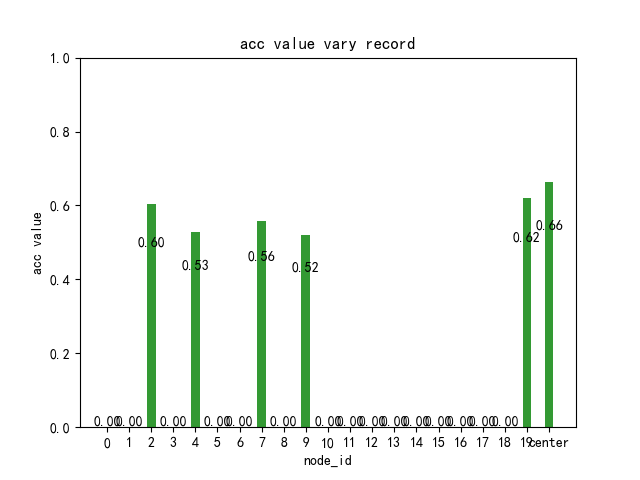 acc value vary record
1.0
0.8
0.6
0.4
0.2
0.0
acc value
0.00 0.00 0.60 0.00 0.53 0.00 0.00 0.56 0.00 0.52 0.00 0.00 0.00 0.00 0.00 0.00 0.00 0.00 0.00 0.62 0.66
0 1 2 3 4 5 6 7 8 9 10 11 12 13 14 15 16 17 18 19 center
node_id